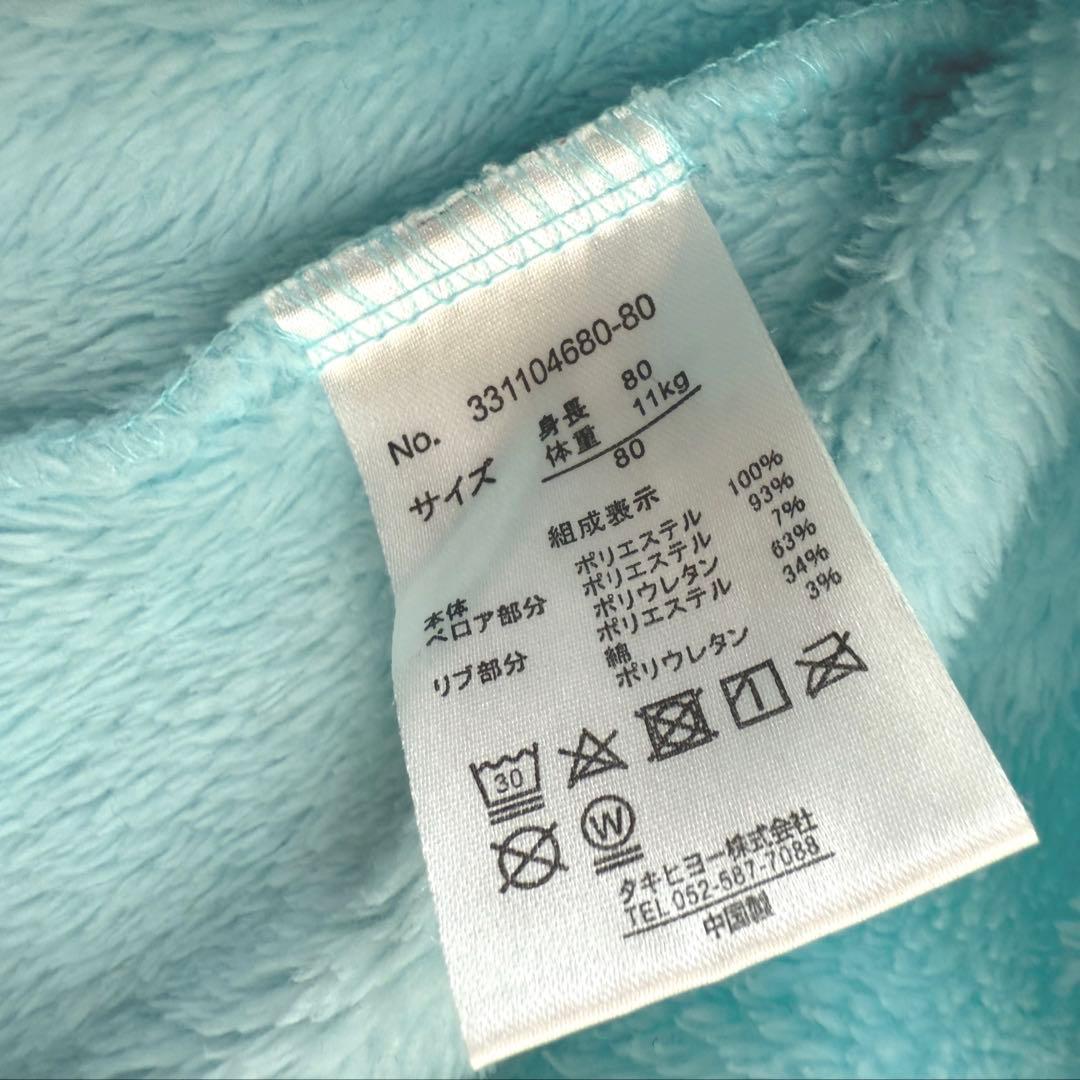 No. 331104680-80
サイズ 身長 80
体重 11kg
80
組成表示
本体 ポリエステル 100%
ベロア部分 ポリエステル 93%
ポリウレタン 7%
リブ部分 ポリエステル 63%
綿 34%
ポリウレタン 3%
30
W
タキヒヨー株式会社
TEL 052-587-7088
中国製